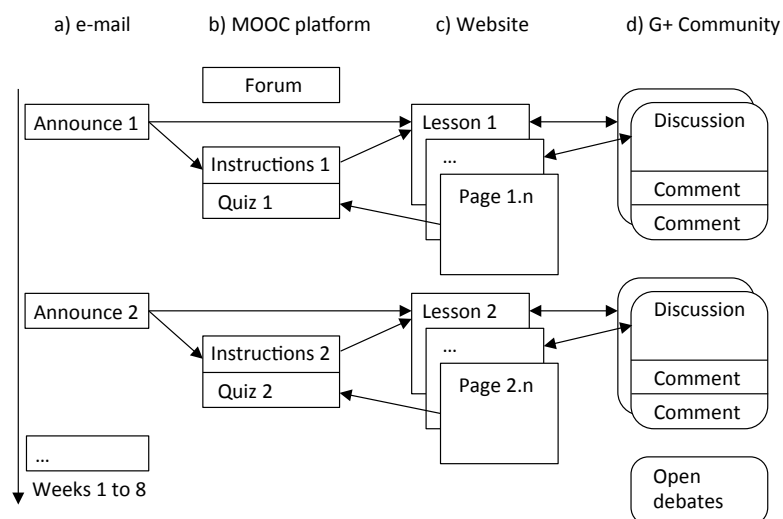 a) e-mail
b) MOOC platform
c) Website
d) G+ Community
Forum
Announce 1
Lesson 1
Discussion
Instructions 1
...
Quiz 1
Page 1.n
Comment
Comment
Announce 2
Lesson 2
Discussion
Instructions 2
...
Quiz 2
Page 2.n
Comment
Comment
...
Weeks 1 to 8
Open
debates